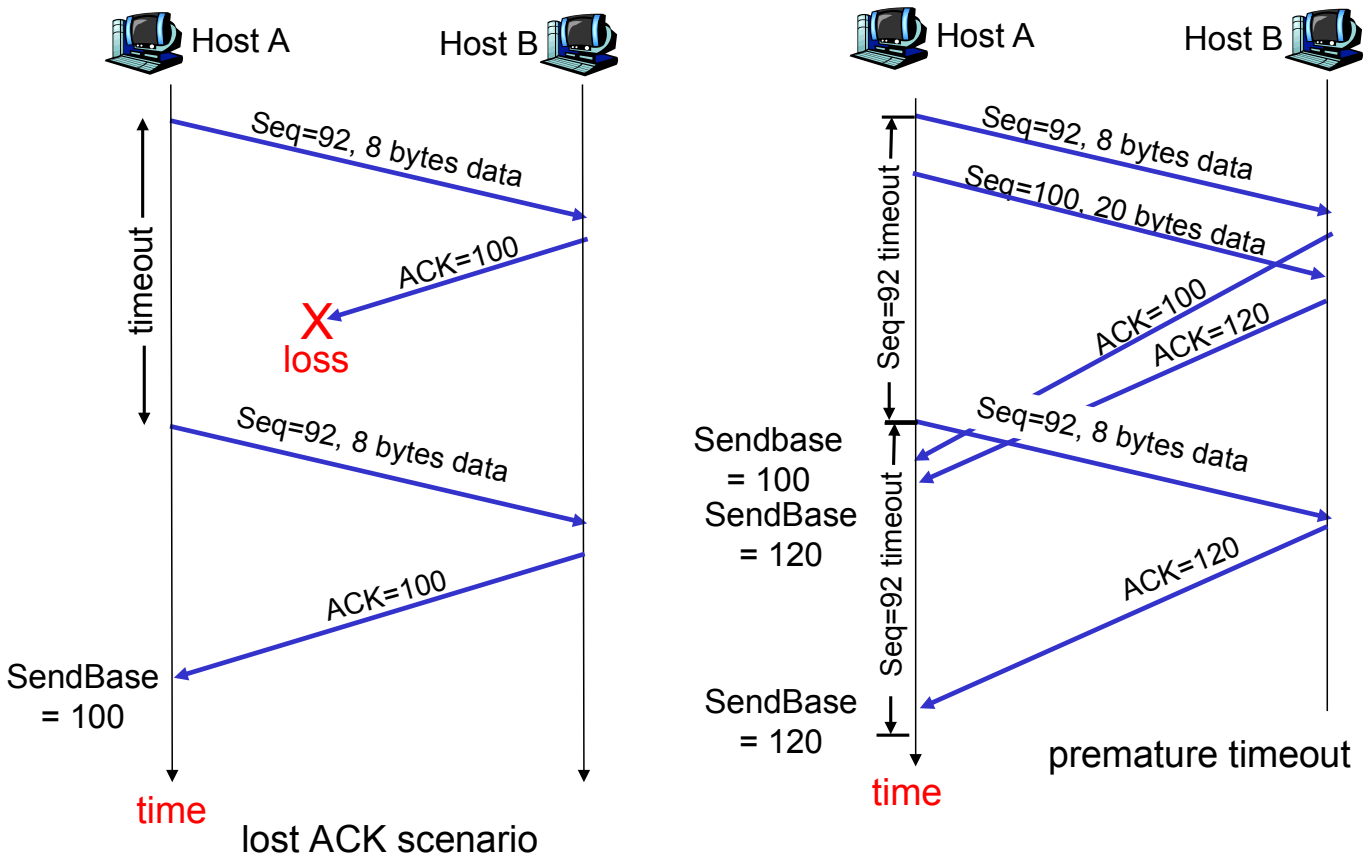 Host A
Host B
Seq=92, 8 bytes data
timeout
ACK=100
X
loss
Seq=92, 8 bytes data
ACK=100
SendBase
= 100
time
lost ACK scenario
Host A
Host B
Seq=92, 8 bytes data
Seq=100, 20 bytes data
Seq=92 timeout
ACK=100
ACK=120
Seq=92, 8 bytes data
Sendbase
= 100
SendBase
= 120
Seq=92 timeout
ACK=120
SendBase
= 120
premature timeout
time